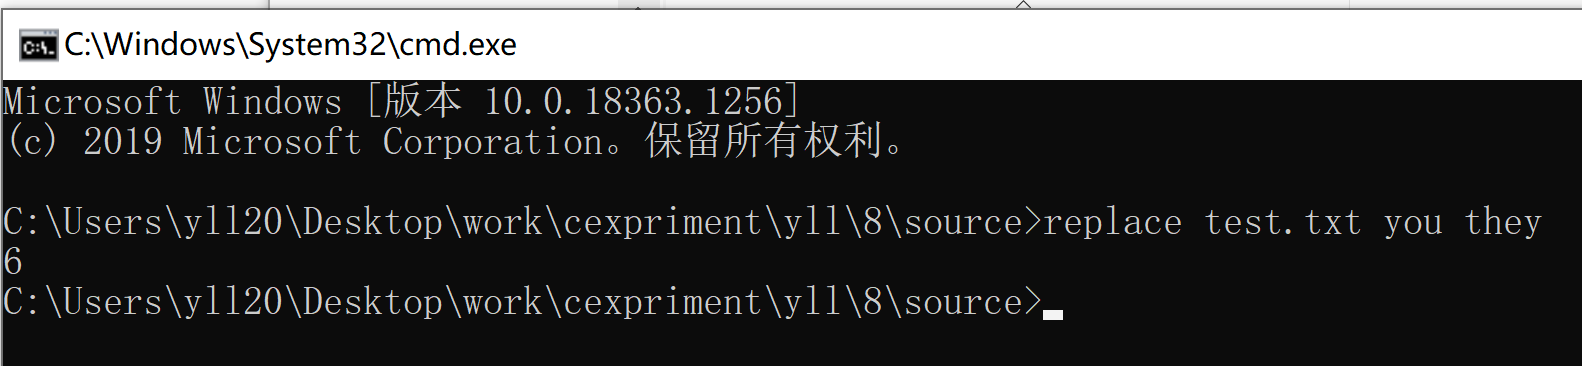 C:\Windows\System32\cmd.exe
Microsoft Windows [版本 10.0.18363.1256]
(c) 2019 Microsoft Corporation。保留所有权利。
C:\Users\yll20\Desktop\work\cexpriment\yll\8\source>replace test.txt you they
6
C:\Users\yll20\Desktop\work\cexpriment\yll\8\source>